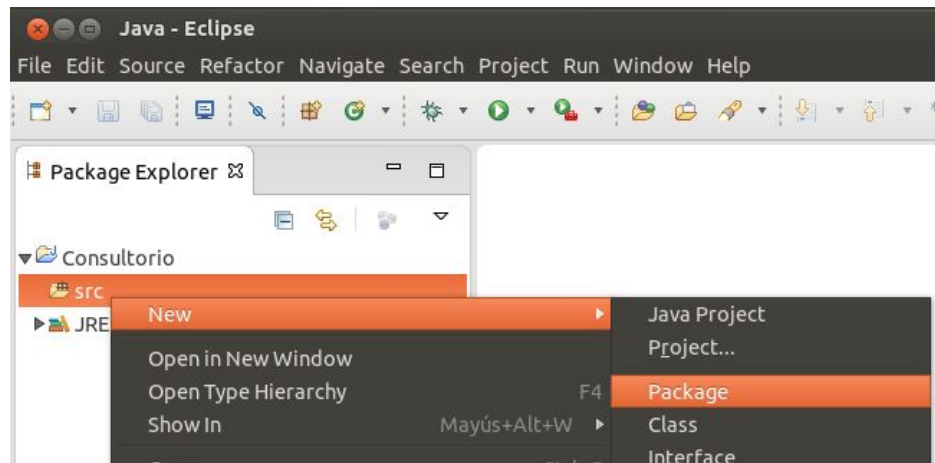 Java - Eclipse
File Edit Source Refactor Navigate Search Project Run Window Help
Package Explorer
Consultorio
src
JRE
New
Open in New Window
Open Type Hierarchy F4
Show In Mayús+Alt+W
Java Project
Project...
Package
Class
Interface